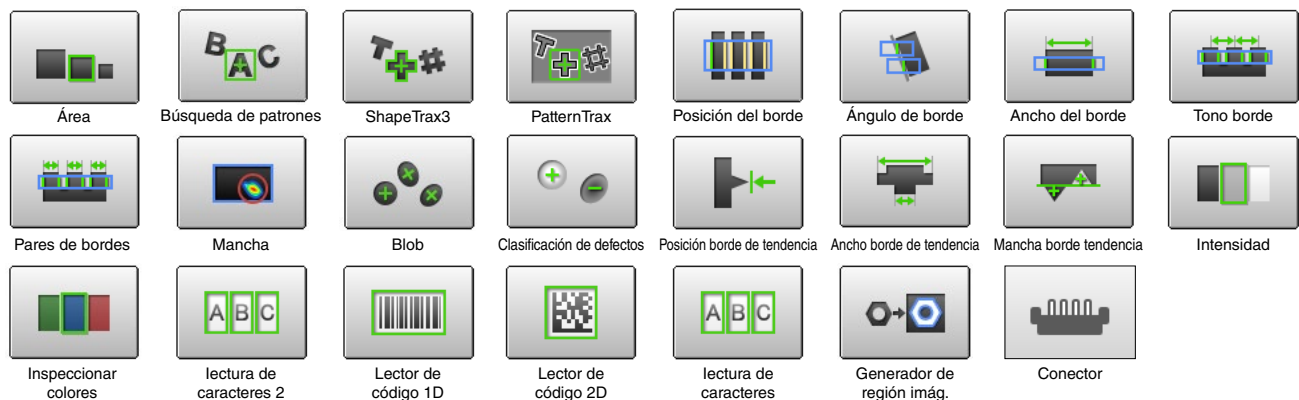 B A C
Área
Búsqueda de patrones
ShapeTrax3
PatternTrax
Posición del borde
Ángulo de borde
Ancho del borde
Tono borde
Pares de bordes
Mancha
Blob
Clasificación de defectos
Posición borde de tendencia
Ancho borde de tendencia
Mancha borde tendencia
Intensidad
A B C
A B C
Inspeccionar
colores
lectura de
caracteres 2
Lector de
código 1D
Lector de
código 2D
lectura de
caracteres
Generador de
región imág.
Conector